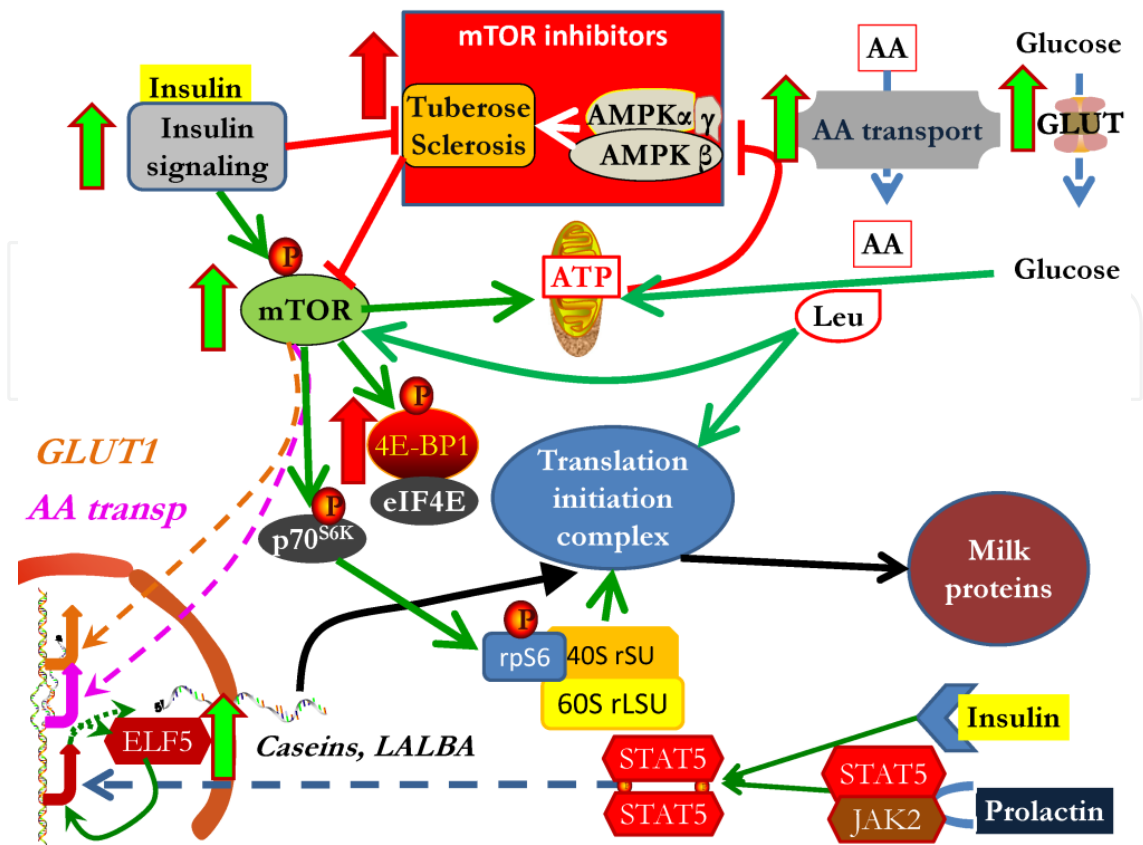 mTOR inhibitors
AA
Glucose
Insulin
Insulin
signaling
Tuberose
Sclerosis
AMPKα γ
AMPK β
AA transport
GLUT
AA
ATP
Glucose
P
mTOR
Leu
P
4E-BP1
eIF4E
GLUT1
AA transp
P
p70S6K
Translation
initiation
complex
Milk
proteins
P
rpS6
40S rSU
60S rLSU
5'
ELF5
Caseins, LALBA
Insulin
STAT5
STAT5
STAT5
JAK2
Prolactin